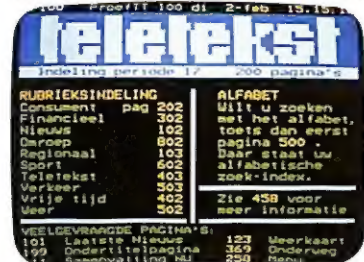 100 ProefTT 100 di 2-feb 15.15
teletekst
Indeling periode 17 200 pagina's
RUBRIEKSINDELING
Consument pag 202
Financieel 302
Nieuws 102
Omroep 802
Regionaal 103
Sport 602
Teletekst 403
Verkeer 503
Vrije tijd 402
Weer 502
ALFABET
Wilt u zoeken
met het alfabet,
toets dan eerst
pagina 500 .
Daar staat uw
alfabetische
zoek-index.
Zie 458 voor
meer informatie
VEELGEVRAAGDE PAGINA'S:
101 Laatste Nieuws 123 Weerkaart
199 Ondertitelpagina 369 Onderweg
Samenvatting NU 250 Menu